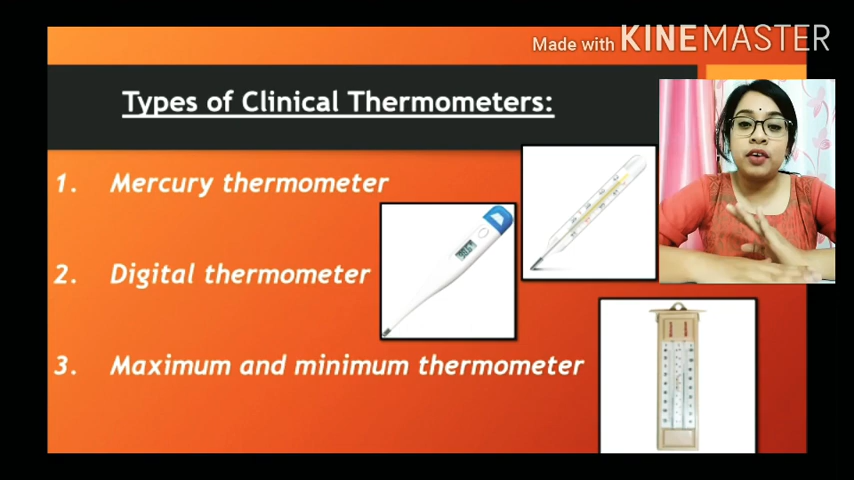 Made with KINEMASTER
Types of Clinical Thermometers:
1. Mercury thermometer
2. Digital thermometer
3. Maximum and minimum thermometer